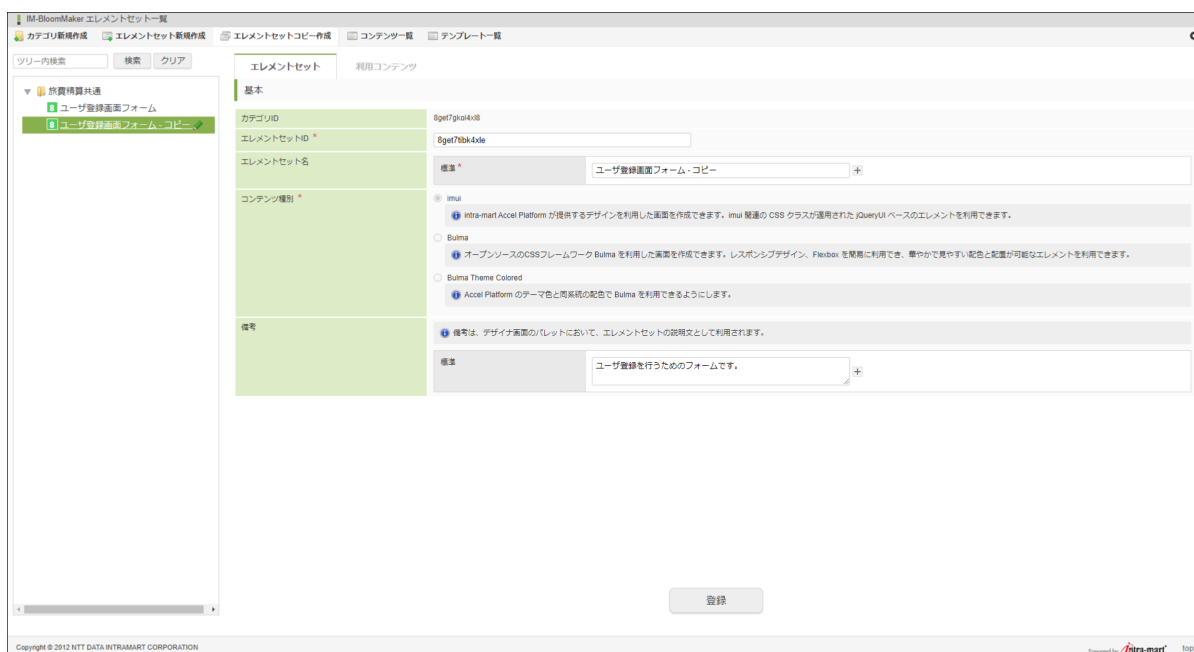 IM-BloomMaker エレメントセット一覧
カテゴリ新規作成 エレメントセット新規作成 エレメントセットコピー作成 コンテンツ一覧 テンプレート一覧
ツリー内検索 検索 クリア
エレメントセット 利用コンテンツ
旅費精算共通
ユーザ登録画面フォーム
ユーザ登録画面フォーム - コピー
基本
カテゴリID 8get7gkoi4xl8
エレメントセットID * 8get7tibk4xle
エレメントセット名 標準 * ユーザ登録画面フォーム - コピー
コンテンツ種別 * imui
intra-mart Accel Platform が提供するデザインを利用した画面を作成できます。imui 関連の CSS クラスが適用された jQueryUI ベースのエレメントを利用できます。
Bulma
オープンソースのCSSフレームワーク Bulma を利用した画面を作成できます。レスポンシブデザイン、Flexbox を簡易に利用でき、華やかで見やすい配色と配置が可能なエレメントを利用できます。
Bulma Theme Colored
Accel Platform のテーマ色と同系統の配色で Bulma を利用できるようにします。
備考 備考は、デザイナ画面のパレットにおいて、エレメントセットの説明文として利用されます。
標準 ユーザ登録を行うためのフォームです。
登録
Copyright © 2012 NTT DATA INTRAMART CORPORATION
Powered by intra-mart top